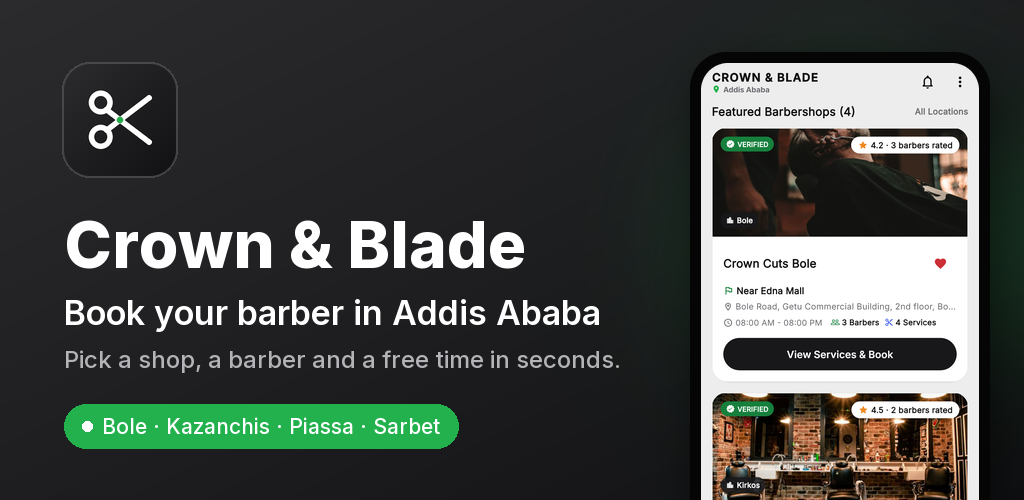 Crown & Blade
Book your barber in Addis Ababa
Pick a shop, a barber and a free time in seconds.
Bole · Kazanchis · Piassa · Sarbet
CROWN & BLADE
Addis Ababa
Featured Barbershops (4)
All Locations
VERIFIED
4.2 · 3 barbers rated
Bole
Crown Cuts Bole
Near Edna Mall
Bole Road, Getu Commercial Building, 2nd floor, Bo...
08:00 AM - 08:00 PM
3 Barbers
4 Services
View Services & Book
VERIFIED
4.5 · 2 barbers rated
Kirkos